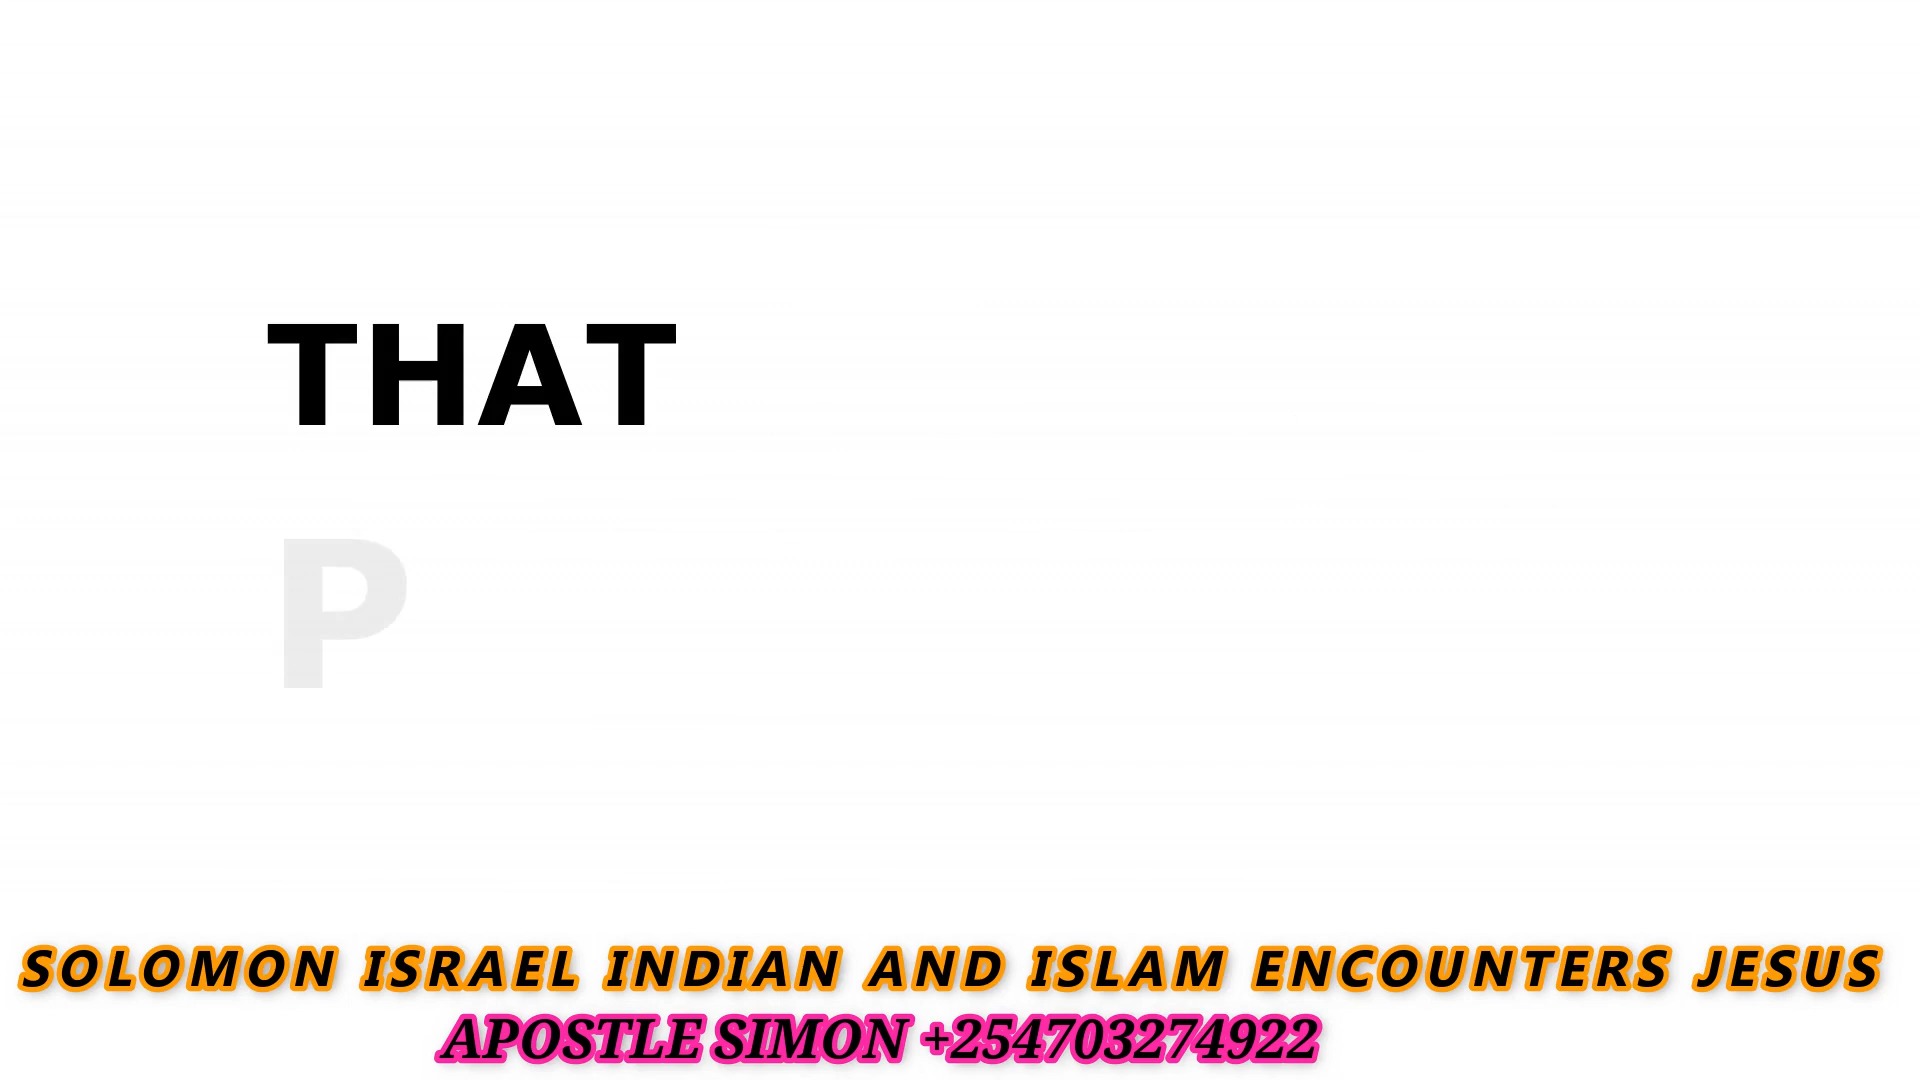 THAT
P
SOLOMON ISRAEL INDIAN AND ISLAM ENCOUNTERS JESUS
APOSTLE SIMON +254703274922